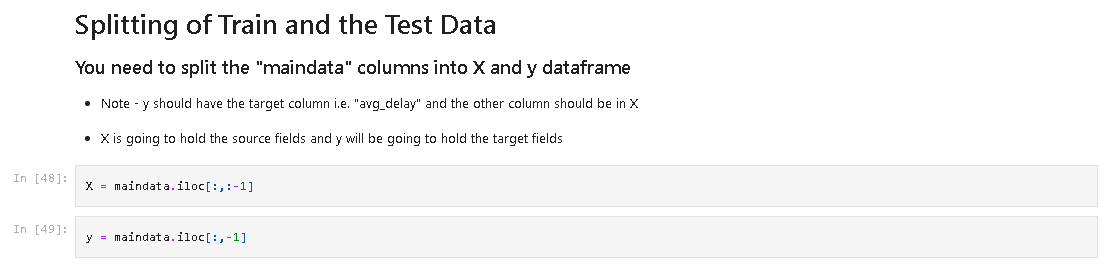 Splitting of Train and the Test Data
You need to split the "maindata" columns into X and y dataframe
• Note - y should have the target column i.e. "avg_delay" and the other column should be in X
• X is going to hold the source fields and y will be going to hold the target fields
In [48]: X = maindata.iloc[:,:-1]
In [49]: y = maindata.iloc[:,-1]